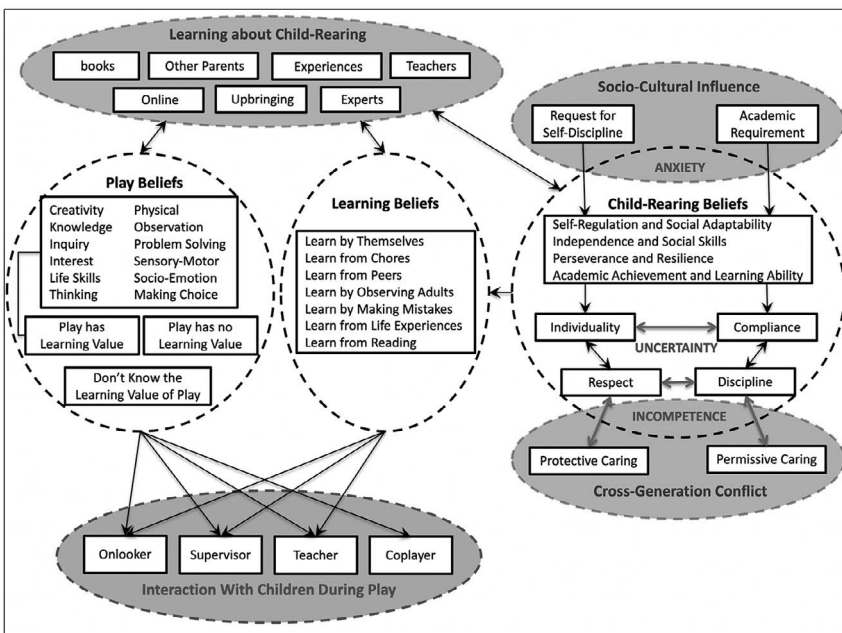 Learning about Child-Rearing
books
Other Parents
Experiences
Teachers
Online
Upbringing
Experts
Socio-Cultural Influence
Request for
Self-Discipline
Academic
Requirement
ANXIETY
Play Beliefs
Creativity
Knowledge
Inquiry
Interest
Life Skills
Thinking
Physical
Observation
Problem Solving
Sensory-Motor
Socio-Emotion
Making Choice
Play has
Learning Value
Play has no
Learning Value
Don't Know the
Learning Value of Play
Learning Beliefs
Learn by Themselves
Learn from Chores
Learn from Peers
Learn by Observing Adults
Learn by Making Mistakes
Learn from Life Experiences
Learn from Reading
Child-Rearing Beliefs
Self-Regulation and Social Adaptability
Independence and Social Skills
Perseverance and Resilience
Academic Achievement and Learning Ability
Individuality
Compliance
UNCERTAINTY
Respect
Discipline
INCOMPETENCE
Protective Caring
Permissive Caring
Cross-Generation Conflict
Onlooker
Supervisor
Teacher
Coplayer
Interaction With Children During Play